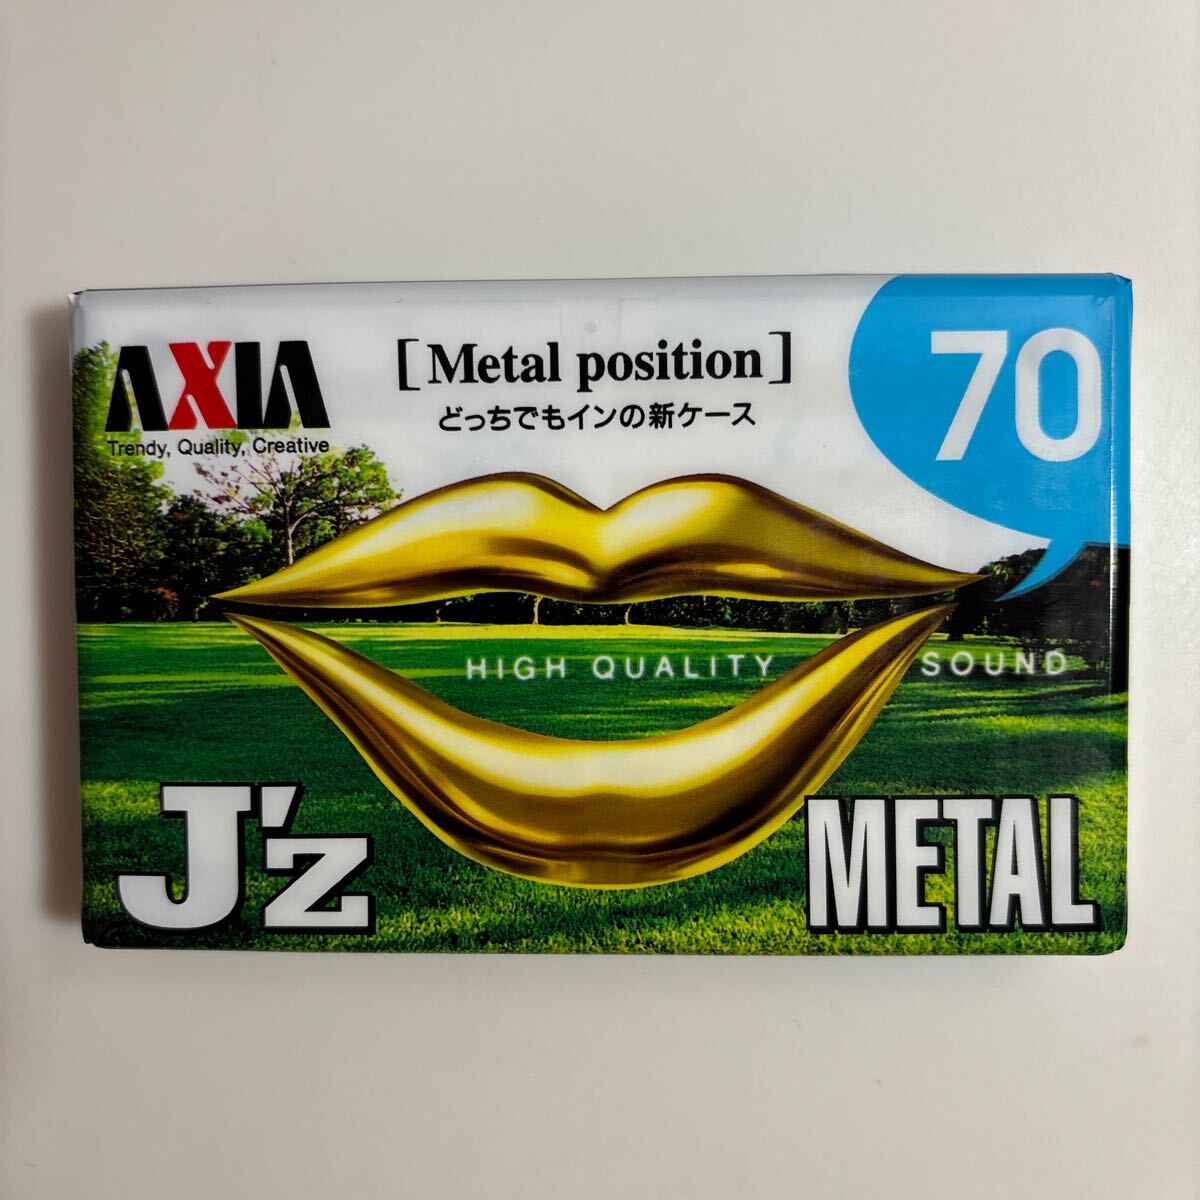 AXIA
Trendy, Quality, Creative
[Metal position]
どっちでもインの新ケース
70
HIGH QUALITY SOUND
J'z
METAL